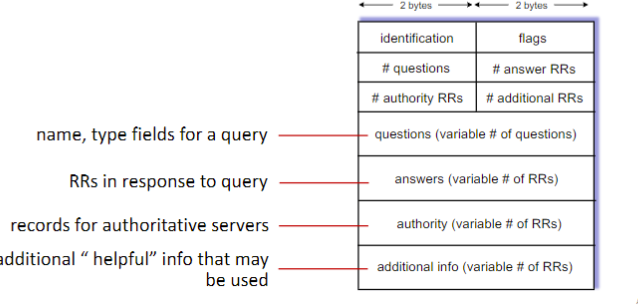 2 bytes 2 bytes
identification flags
# questions # answer RRs
# authority RRs # additional RRs
name, type fields for a query questions (variable # of questions)
RRs in response to query answers (variable # of RRs)
records for authoritative servers authority (variable # of RRs)
additional “ helpful” info that may
be used
additional info (variable # of RRs)